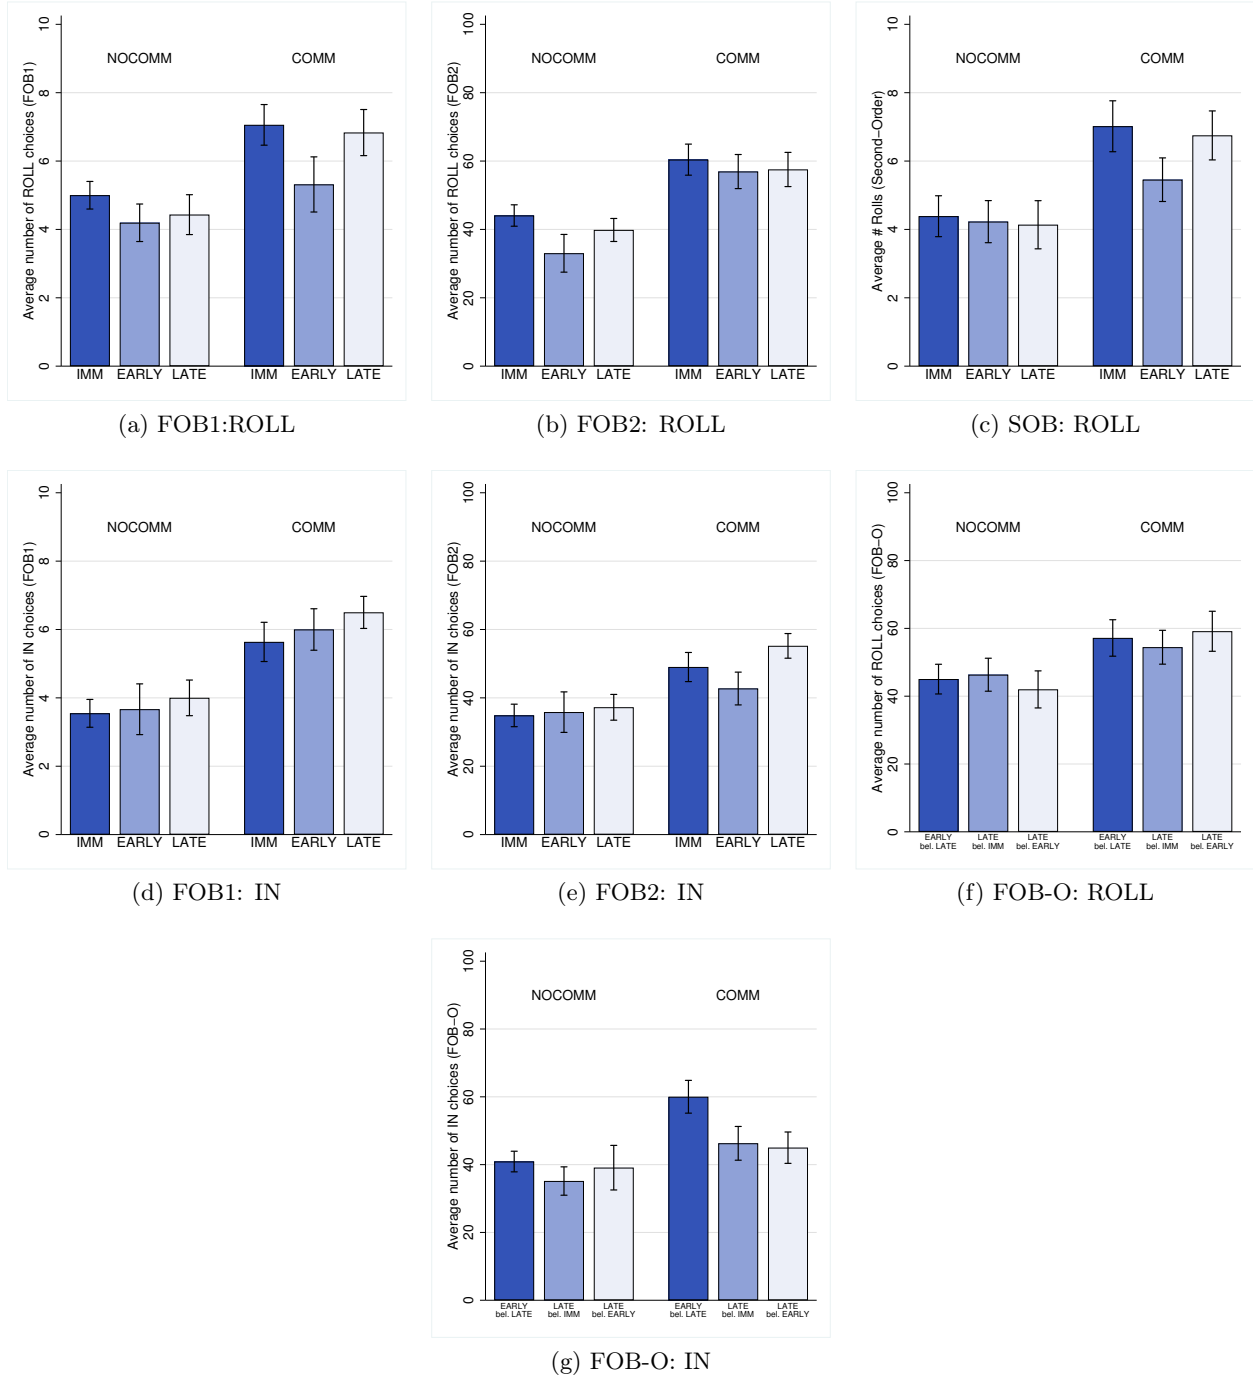 Average number of ROLL choices (FOB1)
0 2 4 6 8 10
NOCOMM COMM
IMM EARLY LATE IMM EARLY LATE
(a) FOB1:ROLL
Average number of ROLL choices (FOB2)
0 20 40 60 80 100
NOCOMM COMM
IMM EARLY LATE IMM EARLY LATE
(b) FOB2: ROLL
Average # Rolls (Second-Order)
0 2 4 6 8 10
NOCOMM COMM
IMM EARLY LATE IMM EARLY LATE
(c) SOB: ROLL
Average number of IN choices (FOB1)
0 2 4 6 8 10
NOCOMM COMM
IMM EARLY LATE IMM EARLY LATE
(d) FOB1: IN
Average number of IN choices (FOB2)
0 20 40 60 80 100
NOCOMM COMM
IMM EARLY LATE IMM EARLY LATE
(e) FOB2: IN
Average number of ROLL choices (FOB-O)
0 20 40 60 80 100
NOCOMM COMM
EARLY LATE LATE EARLY LATE LATE
bel. LATE bel. IMM bel. EARLY bel. LATE bel. IMM bel. EARLY
(f) FOB-O: ROLL
Average number of IN choices (FOB-O)
0 20 40 60 80 100
NOCOMM COMM
EARLY LATE LATE EARLY LATE LATE
bel. LATE bel. IMM bel. EARLY bel. LATE bel. IMM bel. EARLY
(g) FOB-O: IN